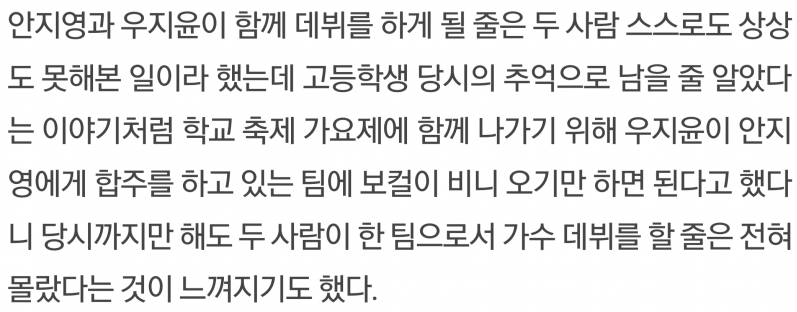 안지영과 우지윤이 함께 데뷔를 하게 될 줄은 두 사람 스스로도 상상
도 못해본 일이라 했는데 고등학생 당시의 추억으로 남을 줄 알았다
는 이야기처럼 학교 축제 가요제에 함께 나가기 위해 우지윤이 안지
영에게 합주를 하고 있는 팀에 보컬이 비니 오기만 하면 된다고 했다
니 당시까지만 해도 두 사람이 한 팀으로서 가수 데뷔를 할 줄은 전혀
몰랐다는 것이 느껴지기도 했다.